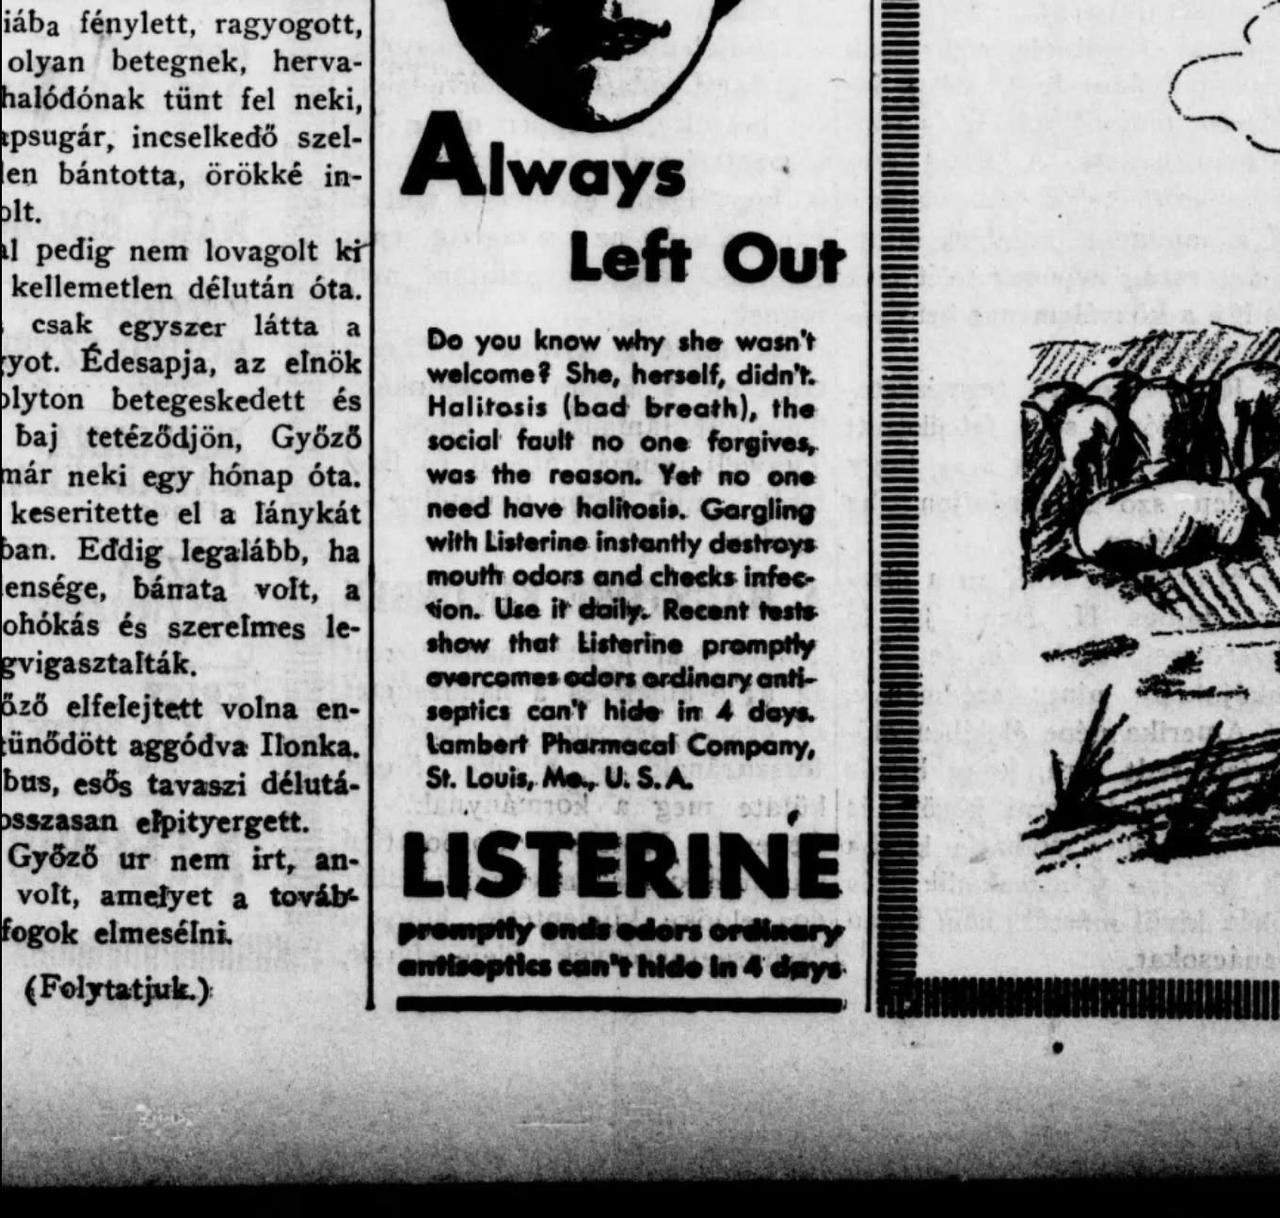 iába fénylett, ragyogott,
olyan betegnek, herva-
halódónak tünt fel neki,
apsugár, incselkedő szel-
len bántotta, örökké in-
olt.
al pedig nem lovagolt ki
kellemetlen délután óta.
csak egyszer látta a
gyot. Édesapja, az elnök
olyton betegeskedett és
baj tetéződjön, Győző
már neki egy hónap óta.
keseritette el a lánykát
ban. Eddig legalább, ha
lensége, bánata volt, a
ohókás és szerelmes le-
gvigasztalták.
őző elfelejtett volna en-
tünődött aggódva Ilonka.
bus, esős tavaszi délutá-
osszasan elpityergett.
Győző ur nem irt, an-
volt, amelyet a továb-
fogok elmesélni.
(Folytatjuk.)
Always
Left Out
Do you know why she wasn't
welcome? She, herself, didn't.
Halitosis (bad breath), the
social fault no one forgives,
was the reason. Yet no one
need have halitosis. Gargling
with Listerine instantly destroys
mouth odors and checks infec-
tion. Use it daily. Recent tests
show that Listerine promptly
overcomes odors ordinary anti-
septics can't hide in 4 days.
Lambert Pharmacal Company,
St. Louis, Mo., U. S. A.
LISTERINE
promptly ends odors ordinary
antiseptics can't hide in 4 days